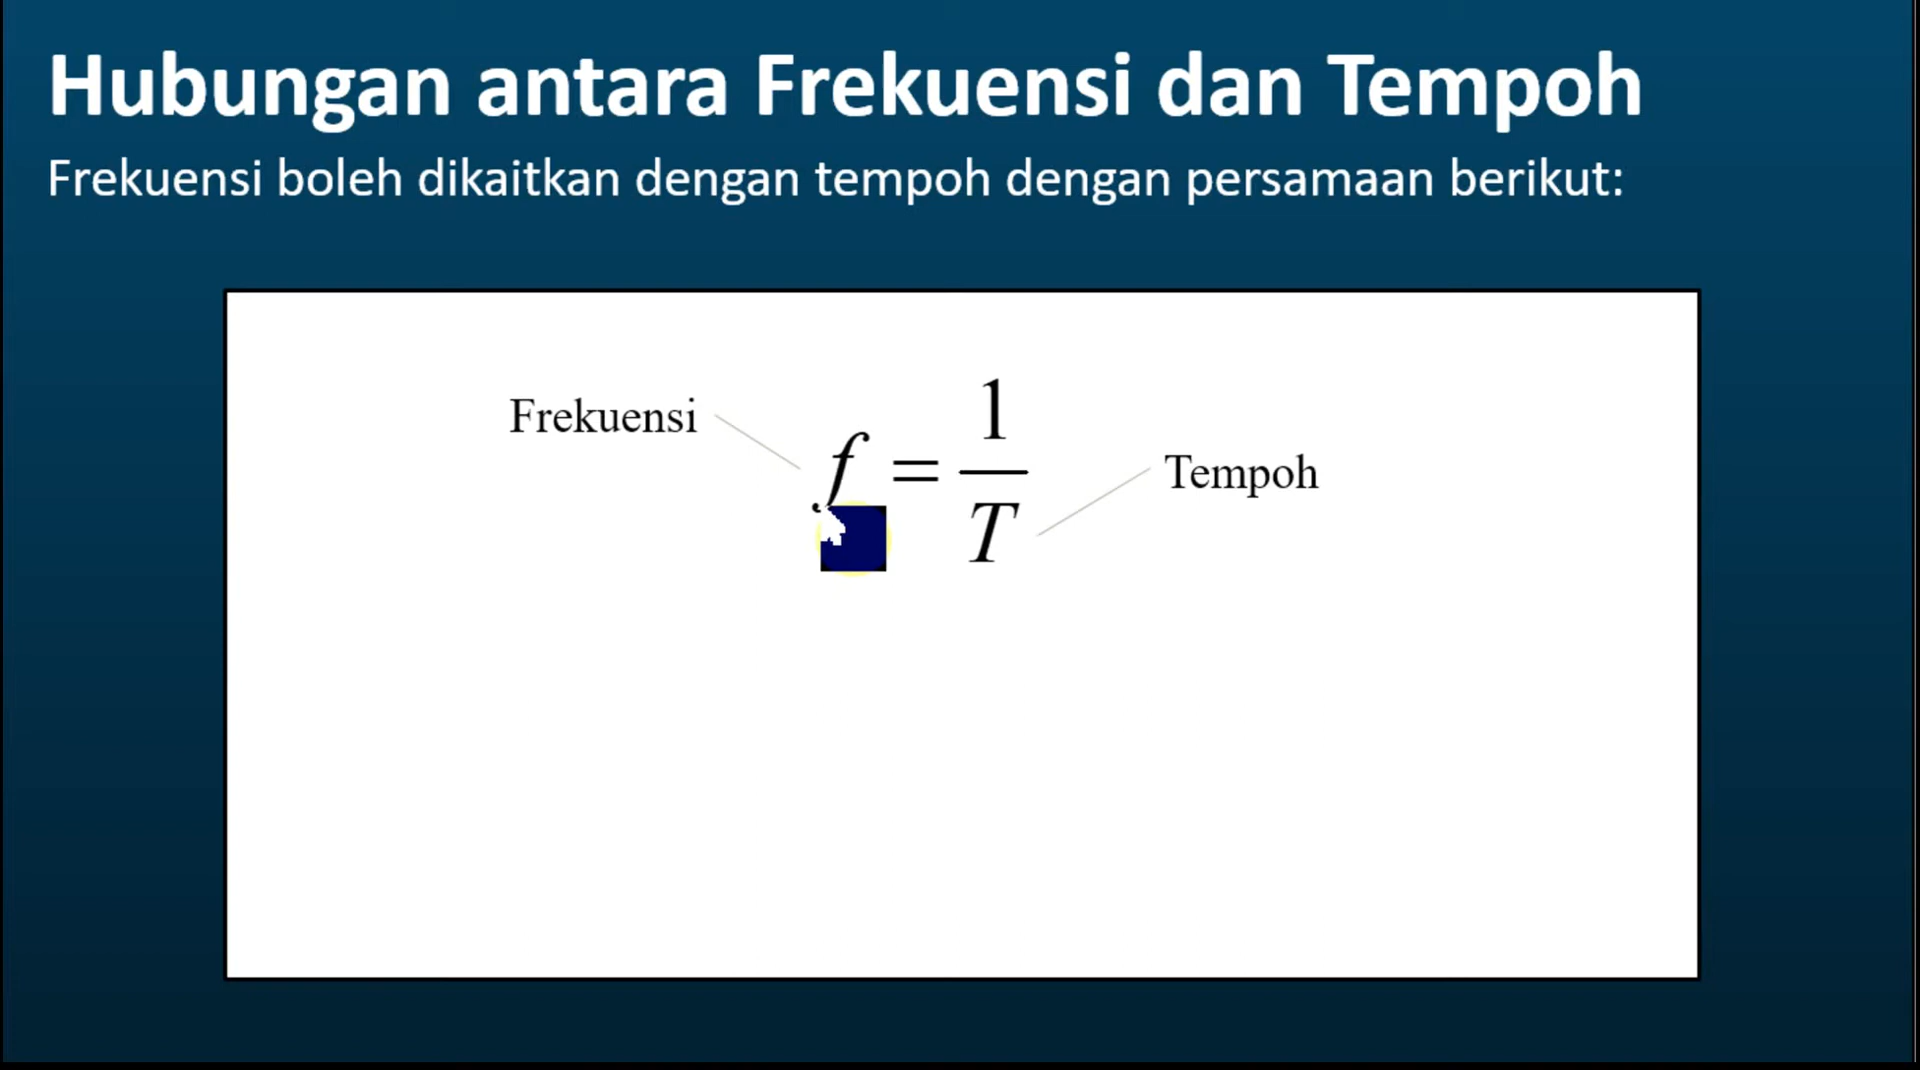 Hubungan antara Frekuensi dan Tempoh
Frekuensi boleh dikaitkan dengan tempoh dengan persamaan berikut:
Frekuensi
f = 1/T
Tempoh